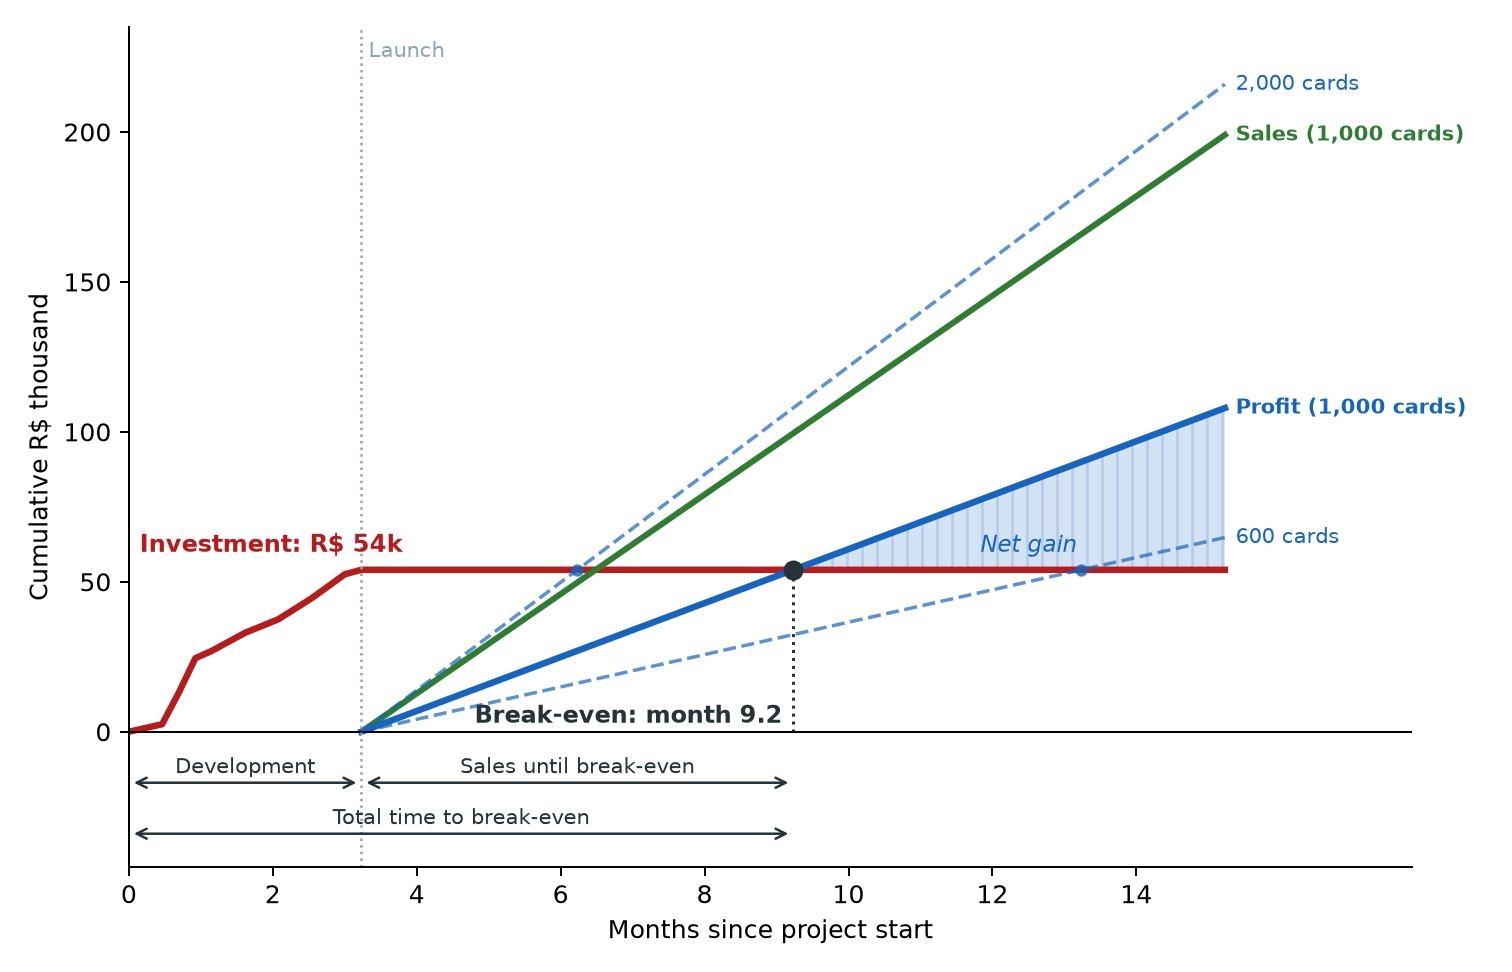 Launch
2,000 cards
Sales (1,000 cards)
Profit (1,000 cards)
600 cards
Net gain
Investment: R$ 54k
Break-even: month 9.2
Development
Sales until break-even
Total time to break-even
Cumulative R$ thousand
200
150
100
50
0
0 2 4 6 8 10 12 14
Months since project start